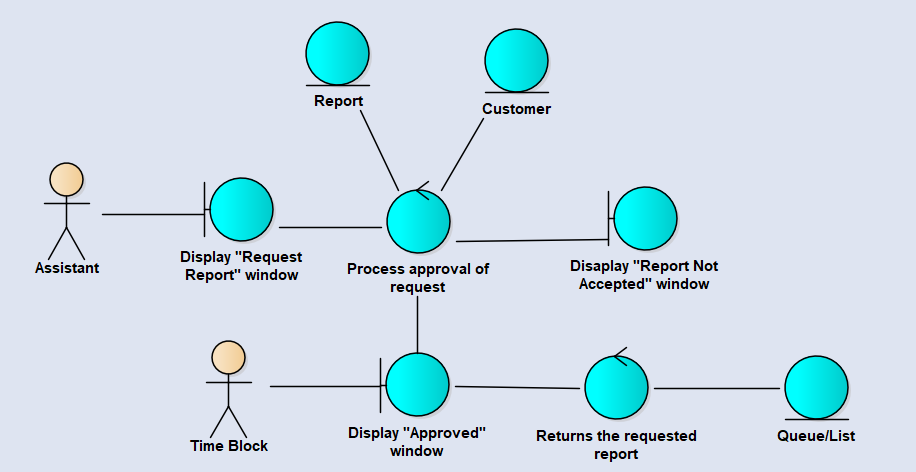 Report
Customer
Assistant
Display "Request
Report" window
Process approval of
request
Disaplay "Report Not
Accepted" window
Time Block
Display "Approved"
window
Returns the requested
report
Queue/List